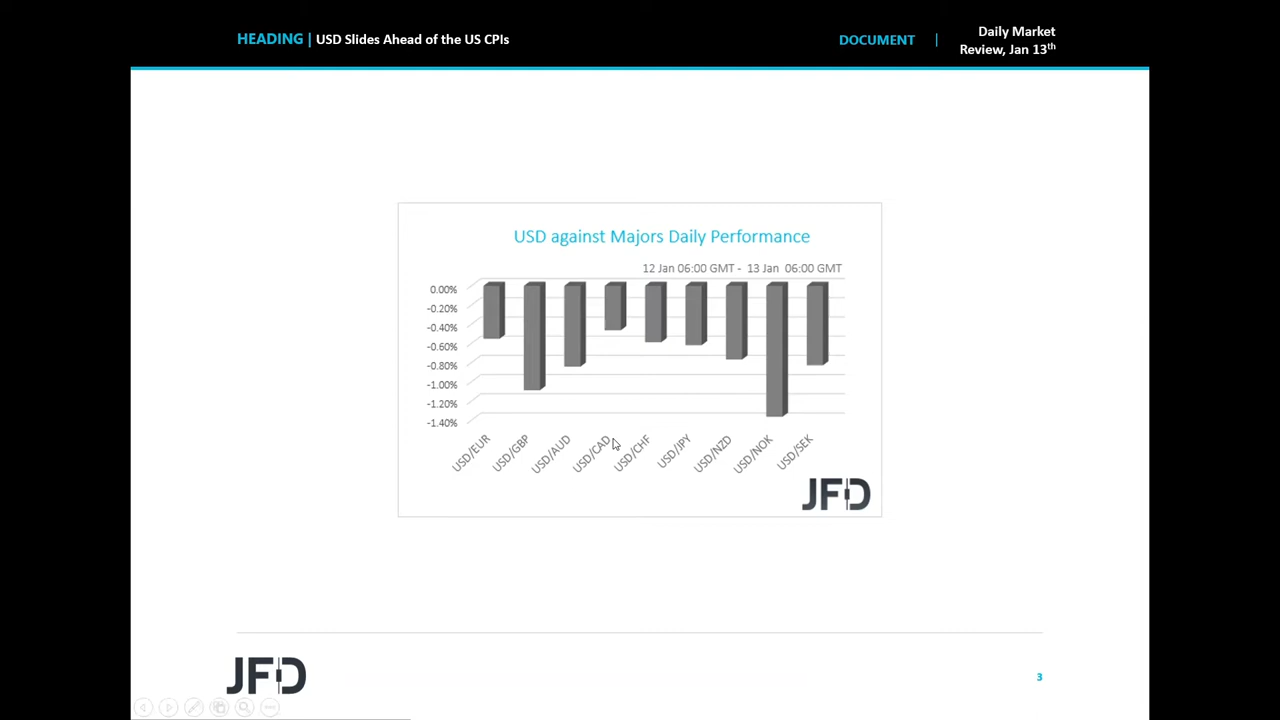 HEADING | USD Slides Ahead of the US CPIs
DOCUMENT |
Daily Market
Review, Jan 13th
USD against Majors Daily Performance
12 Jan 06:00 GMT - 13 Jan 06:00 GMT
0.00%
-0.20%
-0.40%
-0.60%
-0.80%
-1.00%
-1.20%
-1.40%
USD/EUR
USD/GBP
USD/AUD
USD/CAD
USD/CHF
USD/JPY
USD/NZD
USD/NOK
USD/SEK
JFD
JFD
3